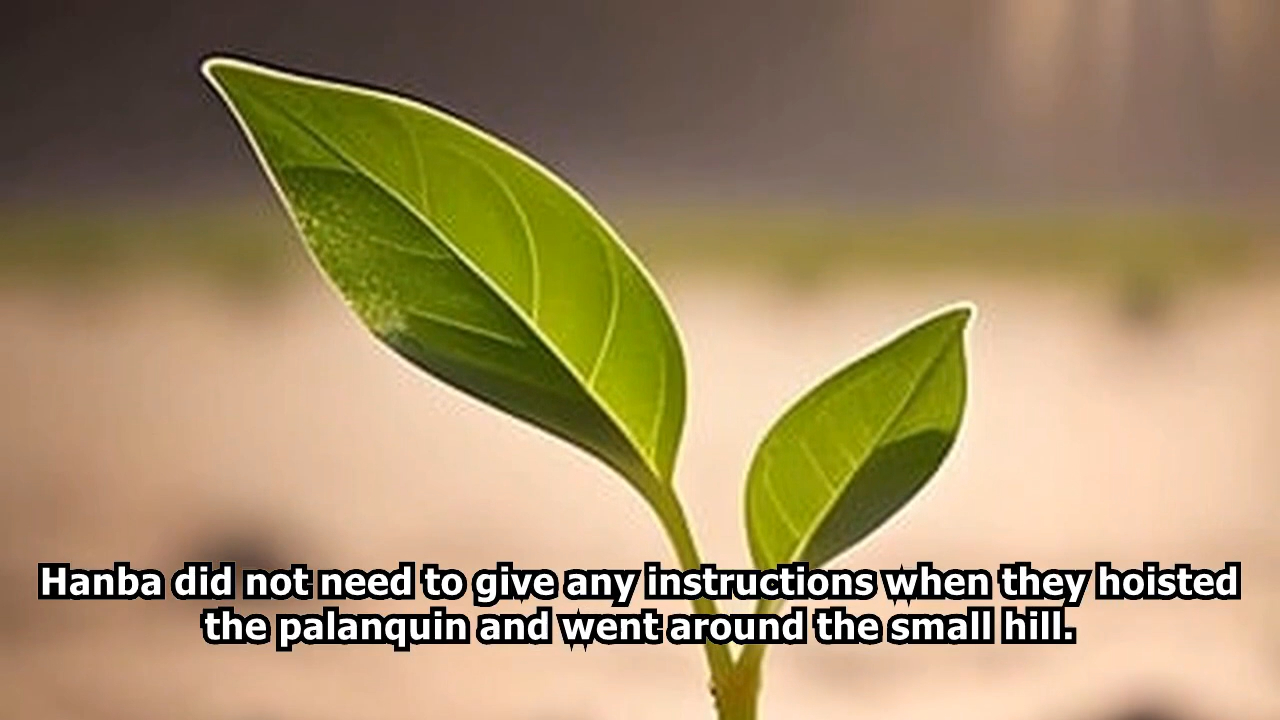 Hanba did not need to give any instructions when they hoisted
the palanquin and went around the small hill.